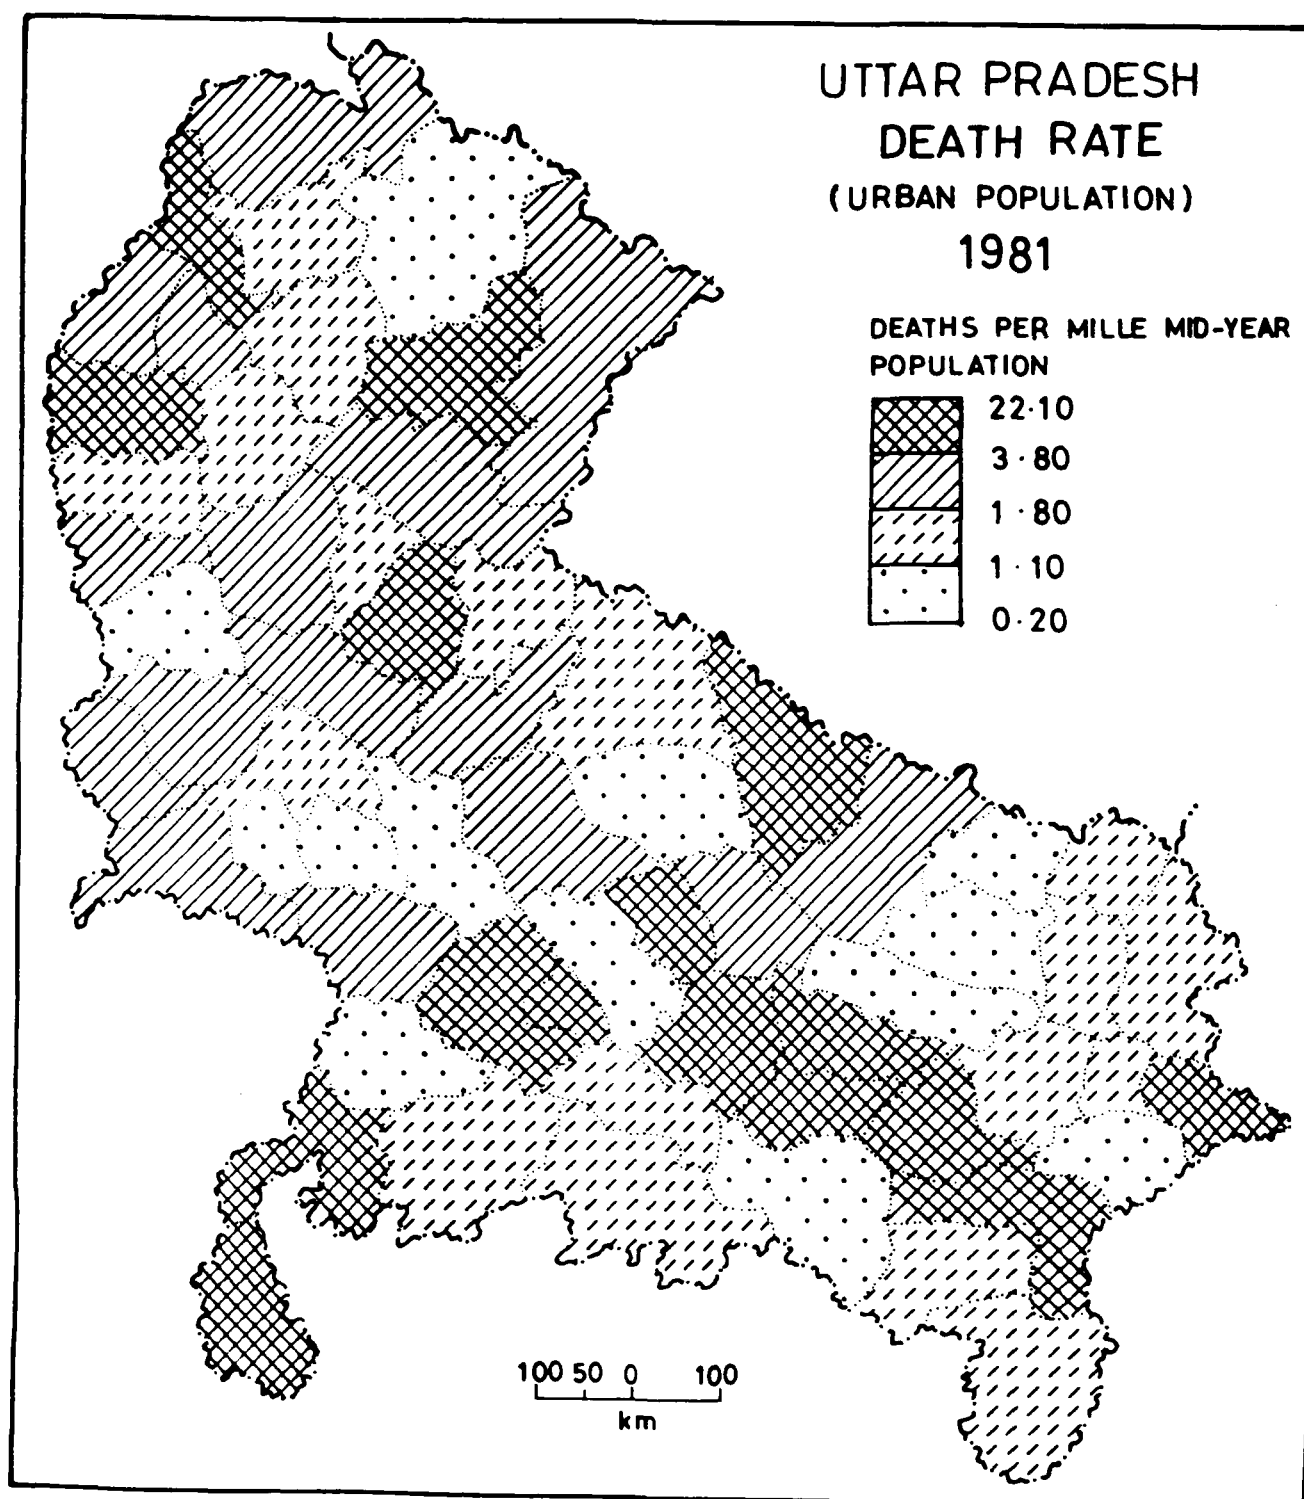 UTTAR PRADESH
DEATH RATE
(URBAN POPULATION)
1981
DEATHS PER MILLE MID-YEAR
POPULATION
22·10
3·80
1·80
1·10
0·20
100 50 0 100
km